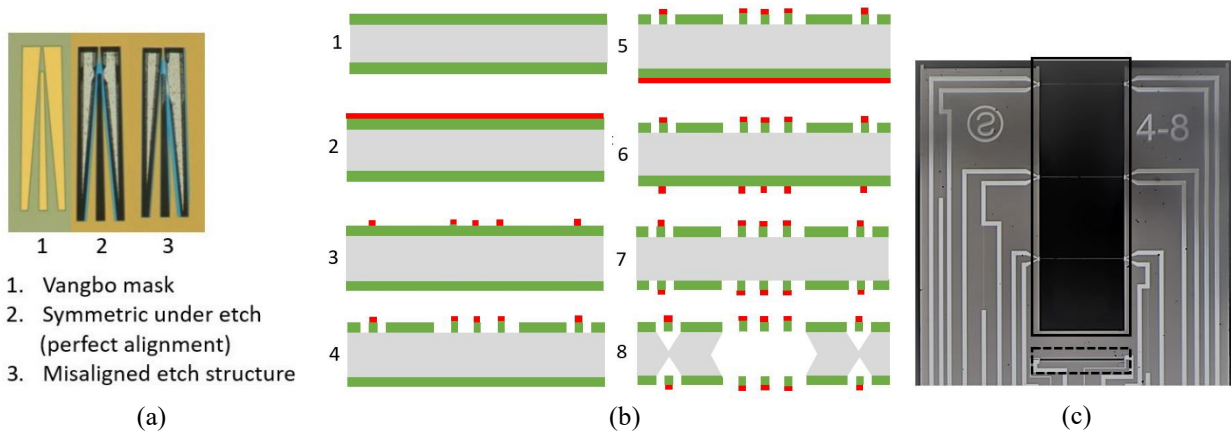 1 2 3
1. Vangbo mask
2. Symmetric under etch
(perfect alignment)
3. Misaligned etch structure
(a)
1
2
3
4
5
6
7
8
(b)
S
4-8
(c)